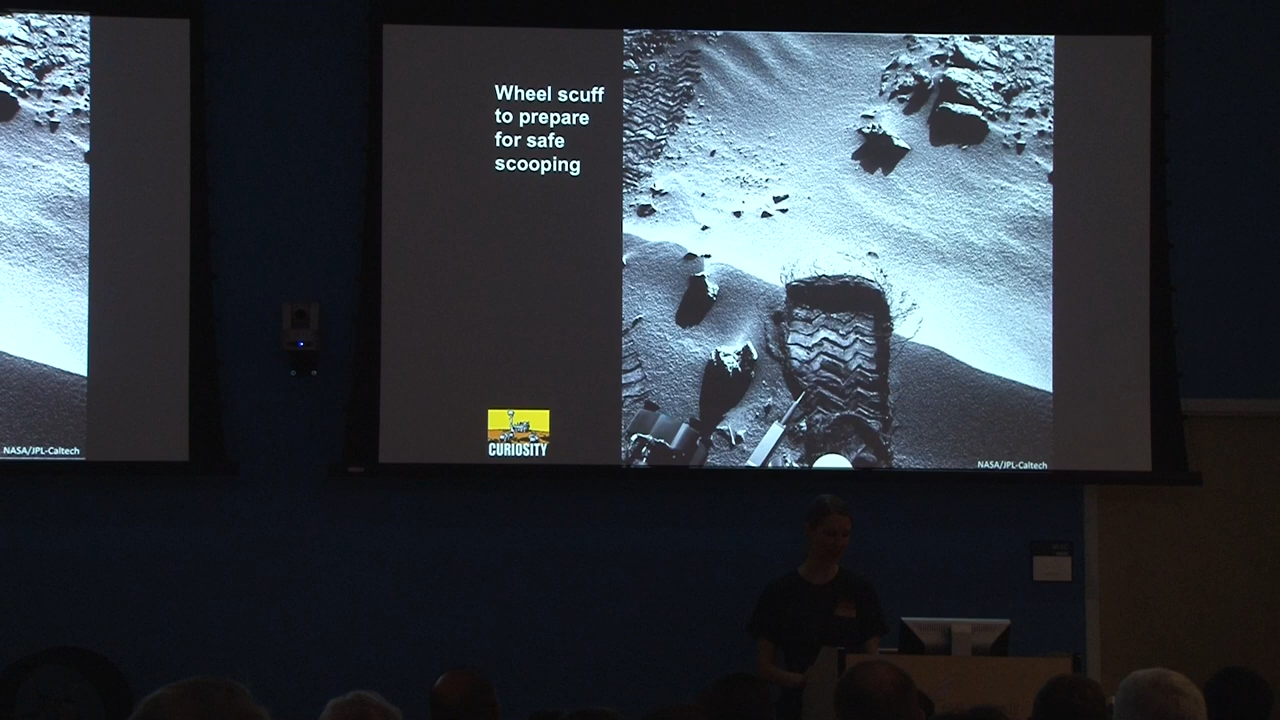 Wheel scuff
to prepare
for safe
scooping
CURIOSITY
NASA/JPL-Caltech
NASA/JPL-Caltech